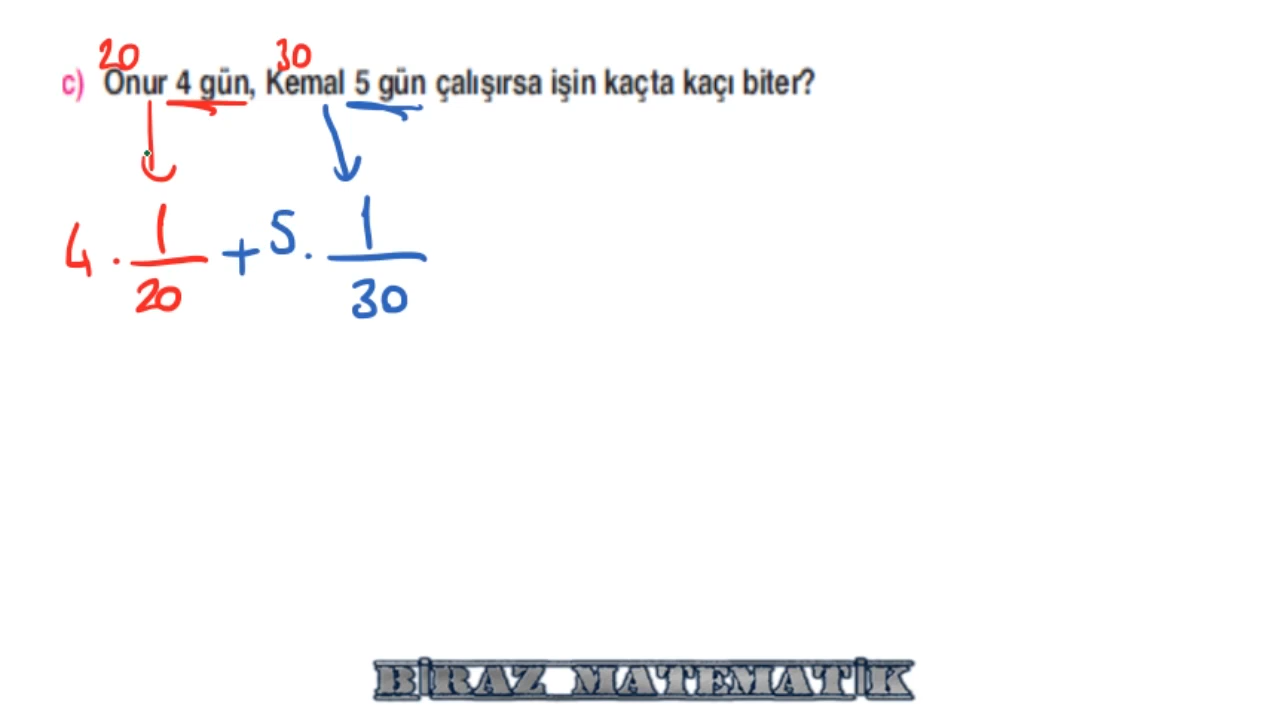 20 30
c) Onur 4 gün, Kemal 5 gün çalışırsa işin kaçta kaçı biter?
4 · 1/20 + 5 · 1/30
BİRAZ MATEMATİK